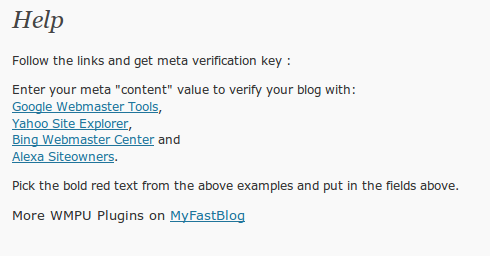 Help
Follow the links and get meta verification key :
Enter your meta "content" value to verify your blog with:
Google Webmaster Tools,
Yahoo Site Explorer,
Bing Webmaster Center and
Alexa Siteowners.
Pick the bold red text from the above examples and put in the fields above.
More WMPU Plugins on MyFastBlog